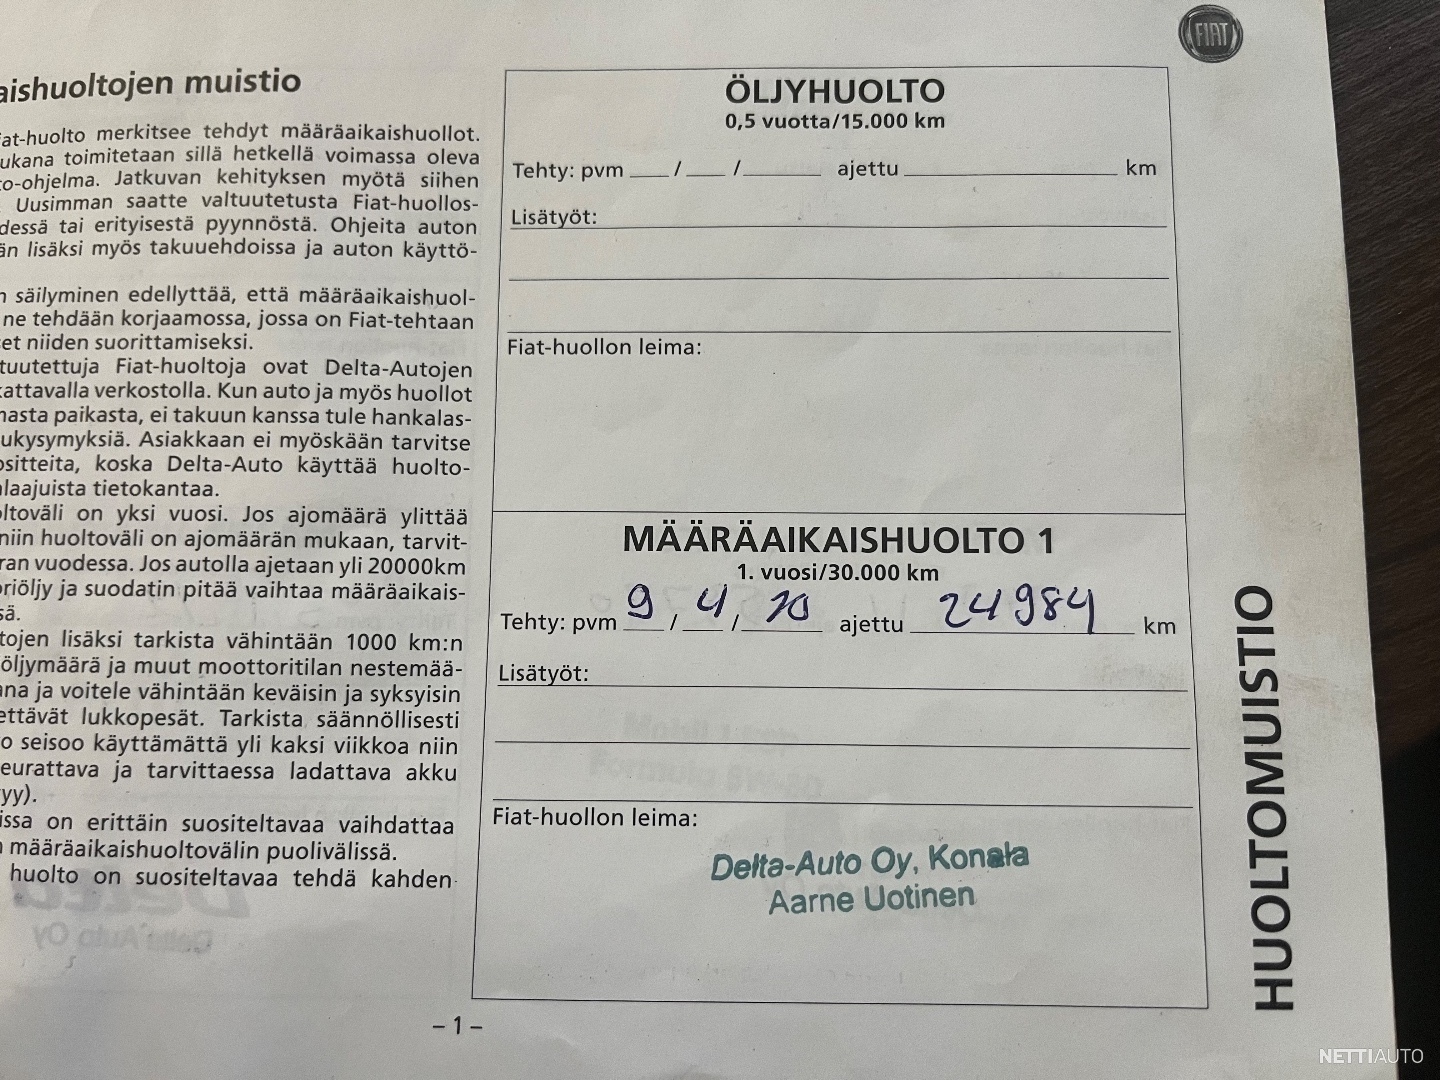 FIAT
aishuoltojen muistio
iat-huolto merkitsee tehdyt määräaikaishuollot.
ukana toimitetaan sillä hetkellä voimassa oleva
to-ohjelma. Jatkuvan kehityksen myötä siihen
Uusimman saatte valtuutetusta Fiat-huollos-
dessä tai erityisestä pyynnöstä. Ohjeita auton
än lisäksi myös takuuehdoissa ja auton käyttö-
n säilyminen edellyttää, että määräaikaishuol-
ne tehdään korjaamossa, jossa on Fiat-tehtaan
et niiden suorittamiseksi.
tuutettuja Fiat-huoltoja ovat Delta-Autojen
kattavalla verkostolla. Kun auto ja myös huollot
masta paikasta, ei takuun kanssa tule hankalas-
ukysymyksiä. Asiakkaan ei myöskään tarvitse
ositteita, koska Delta-Auto käyttää huolto-
laajuista tietokantaa.
oltoväli on yksi vuosi. Jos ajomäärä ylittää
niin huoltoväli on ajomäärän mukaan, tarvit-
ran vuodessa. Jos autolla ajetaan yli 20000km
oriöljy ja suodatin pitää vaihtaa määräaikais-
sä.
tojen lisäksi tarkista vähintään 1000 km:n
öljymäärä ja muut moottoritilan nestemää-
ana ja voitele vähintään keväisin ja syksyisin
ettävät lukkopesät. Tarkista säännöllisesti
o seisoo käyttämättä yli kaksi viikkoa niin
eurattava ja tarvittaessa ladattava akku
yy).
issa on erittäin suositeltavaa vaihdattaa
n määräaikaishuoltovälin puolivälissä.
huolto on suositeltavaa tehdä kahden
– 1 –
ÖLJYHUOLTO
0,5 vuotta/15.000 km
Tehty: pvm ___ / ___ / ______ ajettu ________________ km
Lisätyöt:
Fiat-huollon leima:
MÄÄRÄAIKAISHUOLTO 1
1. vuosi/30.000 km
Tehty: pvm 9 / 4 / 10 ajettu 24984 km
Lisätyöt:
Fiat-huollon leima:
Delta-Auto Oy, Konala
Aarne Uotinen
HUOLTOMUISTIO
NETTIAUTO